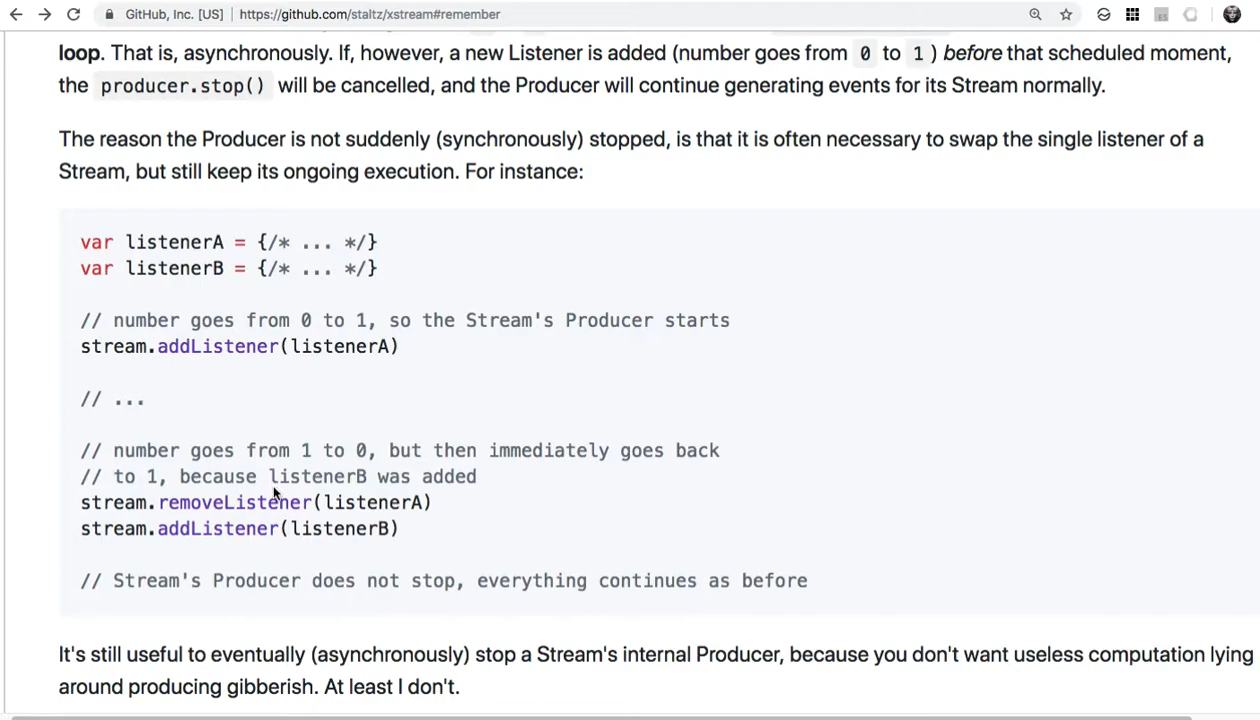 GitHub, Inc. [US] | https://github.com/staltz/xstream#remember
loop. That is, asynchronously. If, however, a new Listener is added (number goes from 0 to 1 ) before that scheduled moment,
the producer.stop() will be cancelled, and the Producer will continue generating events for its Stream normally.
The reason the Producer is not suddenly (synchronously) stopped, is that it is often necessary to swap the single listener of a
Stream, but still keep its ongoing execution. For instance:
var listenerA = {/* ... */}
var listenerB = {/* ... */}
// number goes from 0 to 1, so the Stream's Producer starts
stream.addListener(listenerA)
// ...
// number goes from 1 to 0, but then immediately goes back
// to 1, because listenerB was added
stream.removeListener(listenerA)
stream.addListener(listenerB)
// Stream's Producer does not stop, everything continues as before
It's still useful to eventually (asynchronously) stop a Stream's internal Producer, because you don't want useless computation lying
around producing gibberish. At least I don't.